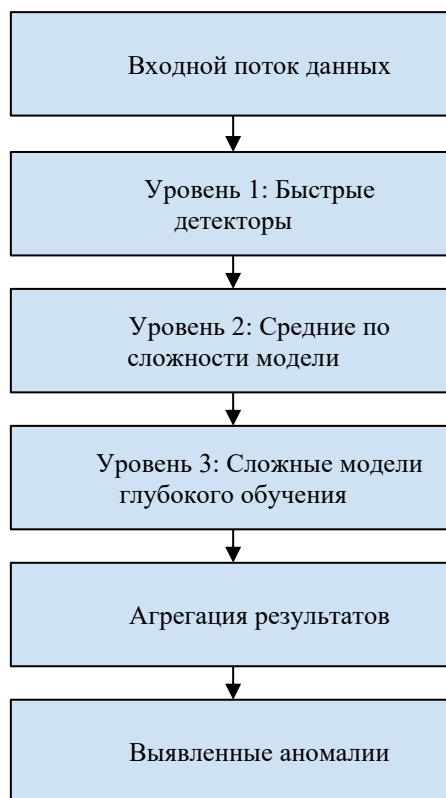 Входной поток данных
Уровень 1: Быстрые
детекторы
Уровень 2: Средние по
сложности модели
Уровень 3: Сложные модели
глубокого обучения
Агрегация результатов
Выявленные аномалии